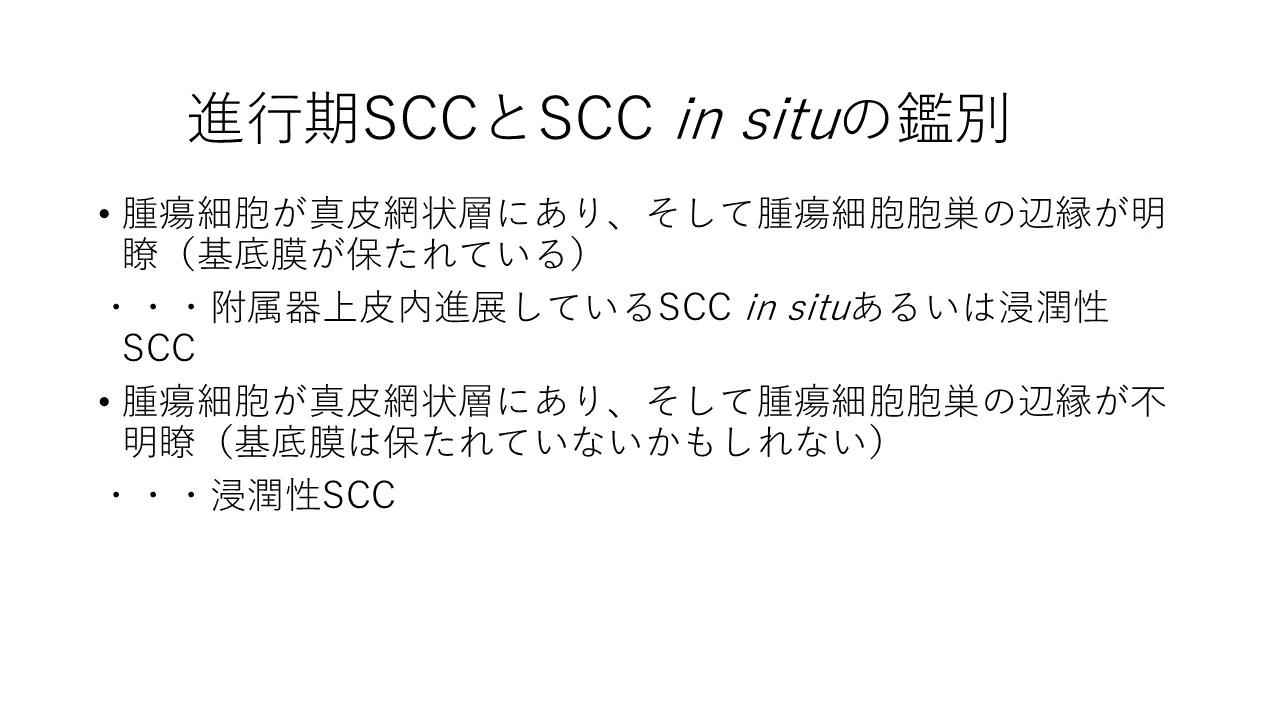 進行期SCCとSCC in situの鑑別
• 腫瘍細胞が真皮網状層にあり、そして腫瘍細胞胞巣の辺縁が明
瞭（基底膜が保たれている）
・・・附属器上皮内進展しているSCC in situあるいは浸潤性
SCC
• 腫瘍細胞が真皮網状層にあり、そして腫瘍細胞胞巣の辺縁が不
明瞭（基底膜は保たれていないかもしれない）
・・・浸潤性SCC